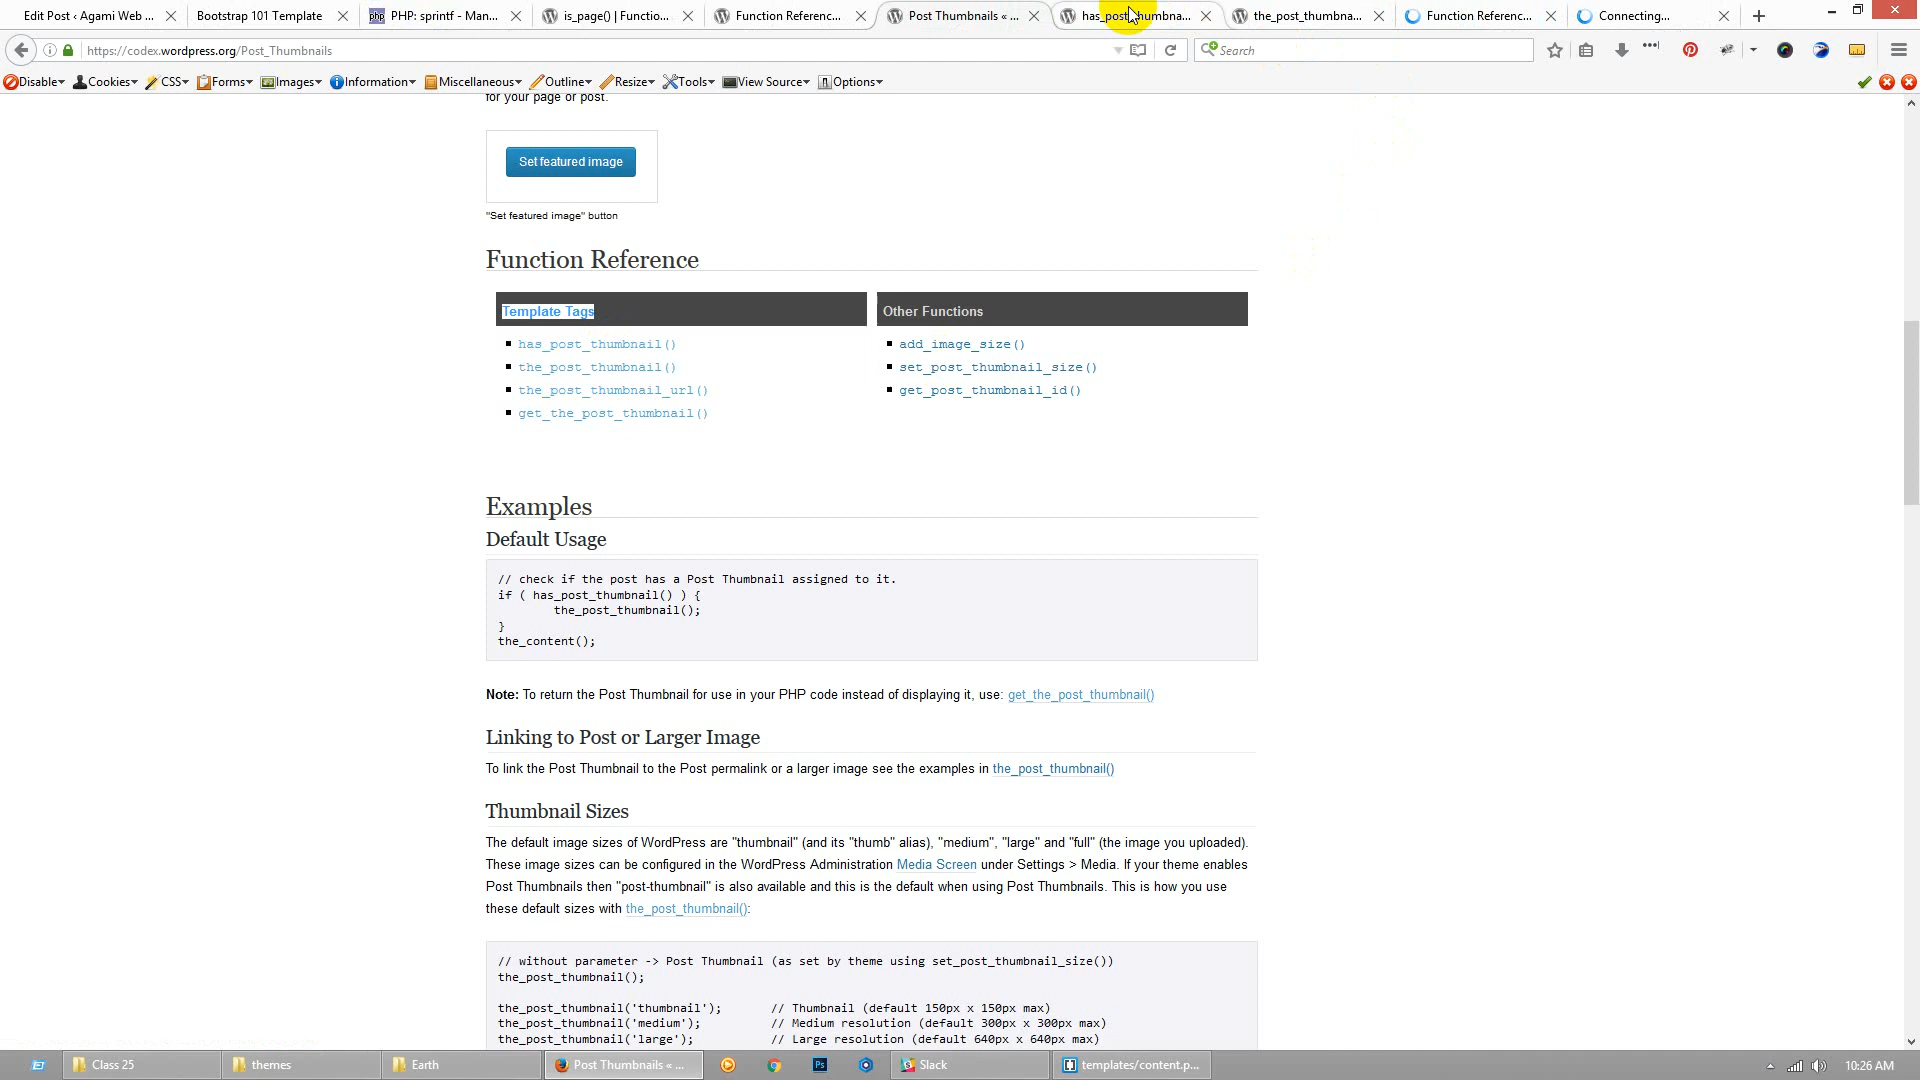 Edit Post ‹ Agami Web ...
Bootstrap 101 Template
php PHP: sprintf - Man...
is_page() | Functio...
Function Referenc...
Post Thumbnails « ...
has_post_thumbna...
the_post_thumbna...
Function Referenc...
Connecting...
https://codex.wordpress.org/Post_Thumbnails
Search
Disable Cookies CSS Forms Images Information Miscellaneous Outline Resize Tools View Source Options
for your page or post.
Set featured image
"Set featured image" button
Function Reference
Template Tags
has_post_thumbnail()
the_post_thumbnail()
the_post_thumbnail_url()
get_the_post_thumbnail()
Other Functions
add_image_size()
set_post_thumbnail_size()
get_post_thumbnail_id()
Examples
Default Usage
// check if the post has a Post Thumbnail assigned to it.
if ( has_post_thumbnail() ) {
the_post_thumbnail();
}
the_content();
Note: To return the Post Thumbnail for use in your PHP code instead of displaying it, use: get_the_post_thumbnail()
Linking to Post or Larger Image
To link the Post Thumbnail to the Post permalink or a larger image see the examples in the_post_thumbnail()
Thumbnail Sizes
The default image sizes of WordPress are "thumbnail" (and its "thumb" alias), "medium", "large" and "full" (the image you uploaded).
These image sizes can be configured in the WordPress Administration Media Screen under Settings > Media. If your theme enables
Post Thumbnails then "post-thumbnail" is also available and this is the default when using Post Thumbnails. This is how you use
these default sizes with the_post_thumbnail():
// without parameter -> Post Thumbnail (as set by theme using set_post_thumbnail_size())
the_post_thumbnail();
the_post_thumbnail('thumbnail'); // Thumbnail (default 150px x 150px max)
the_post_thumbnail('medium'); // Medium resolution (default 300px x 300px max)
the_post_thumbnail('large'); // Large resolution (default 640px x 640px max)
Class 25
themes
Earth
Post Thumbnails « ...
Ps
Slack
templates/content.p...
10:26 AM